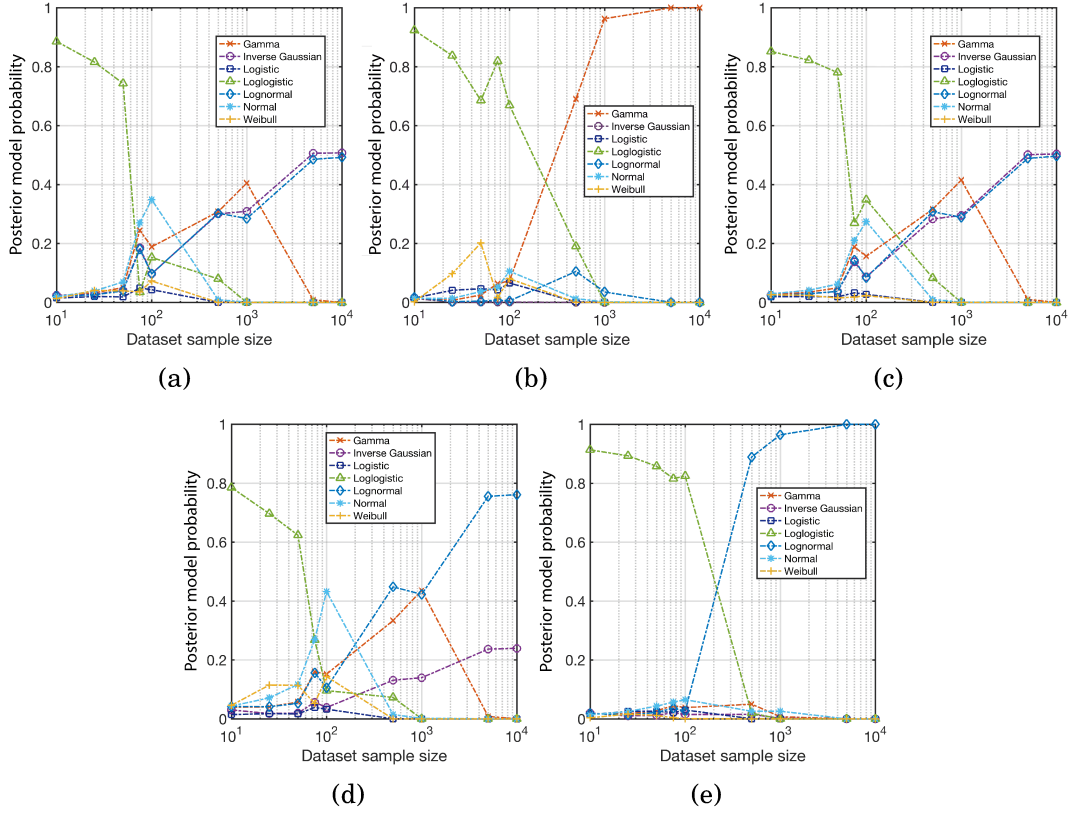 1
0.8
0.6
0.4
0.2
0
Posterior model probability
Gamma
Inverse Gaussian
Logistic
Loglogistic
Lognormal
Normal
Weibull
10^1 10^2 10^3 10^4
Dataset sample size
(a)
1
0.8
0.6
0.4
0.2
0
Posterior model probability
Gamma
Inverse Gaussian
Logistic
Loglogistic
Lognormal
Normal
Weibull
10^1 10^2 10^3 10^4
Dataset sample size
(b)
1
0.8
0.6
0.4
0.2
0
Posterior model probability
Gamma
Inverse Gaussian
Logistic
Loglogistic
Lognormal
Normal
Weibull
10^1 10^2 10^3 10^4
Dataset sample size
(c)
1
0.8
0.6
0.4
0.2
0
Posterior model probability
Gamma
Inverse Gaussian
Logistic
Loglogistic
Lognormal
Normal
Weibull
10^1 10^2 10^3 10^4
Dataset sample size
(d)
1
0.8
0.6
0.4
0.2
0
Posterior model probability
Gamma
Inverse Gaussian
Logistic
Loglogistic
Lognormal
Normal
Weibull
10^1 10^2 10^3 10^4
Dataset sample size
(e)